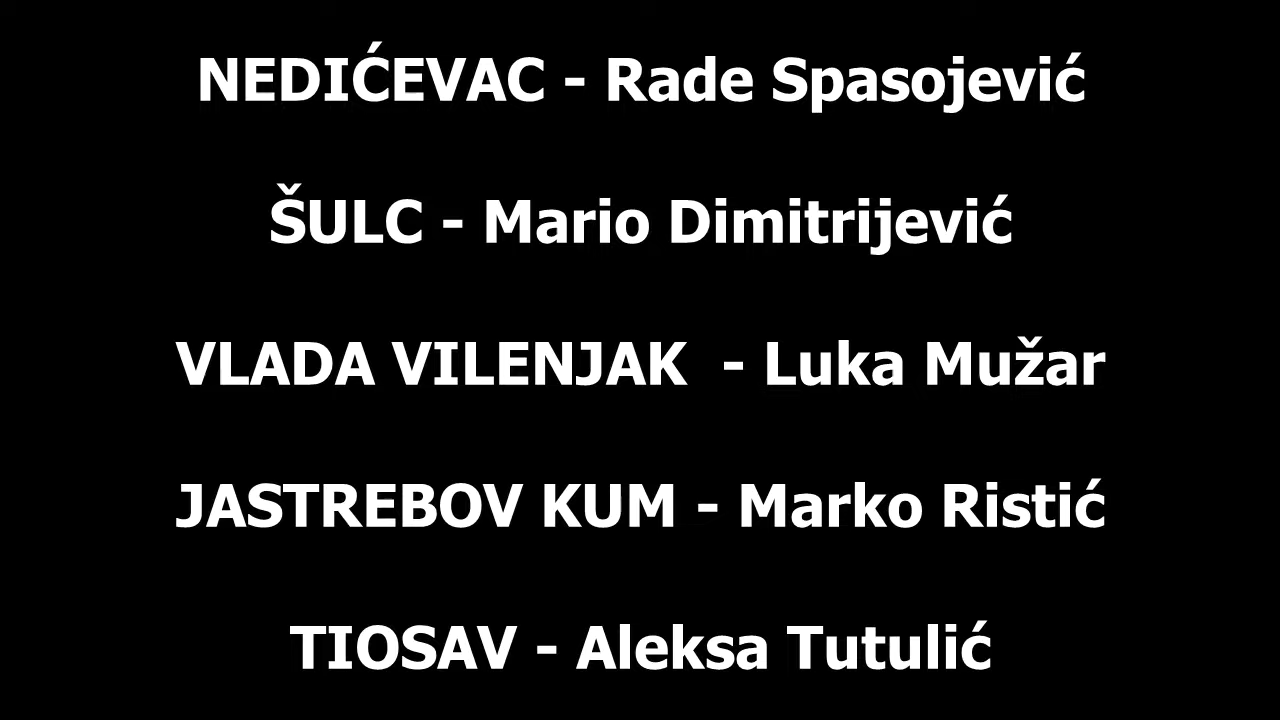 NEDIĆEVAC - Rade Spasojević
ŠULC - Mario Dimitrijević
VLADA VILENJAK  - Luka Mužar
JASTREBOV KUM - Marko Ristić
TIOSAV - Aleksa Tutulić